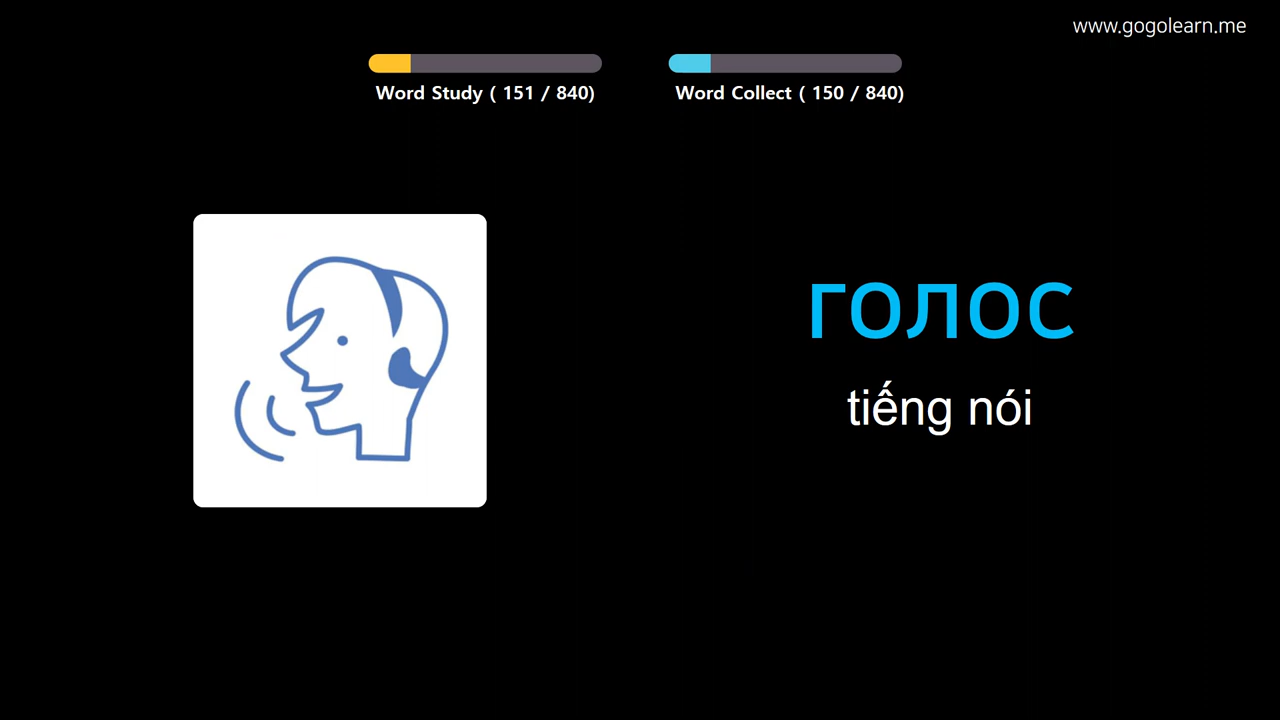 www.gogolearn.me
Word Study ( 151 / 840)
Word Collect ( 150 / 840)
голос
tiếng nói